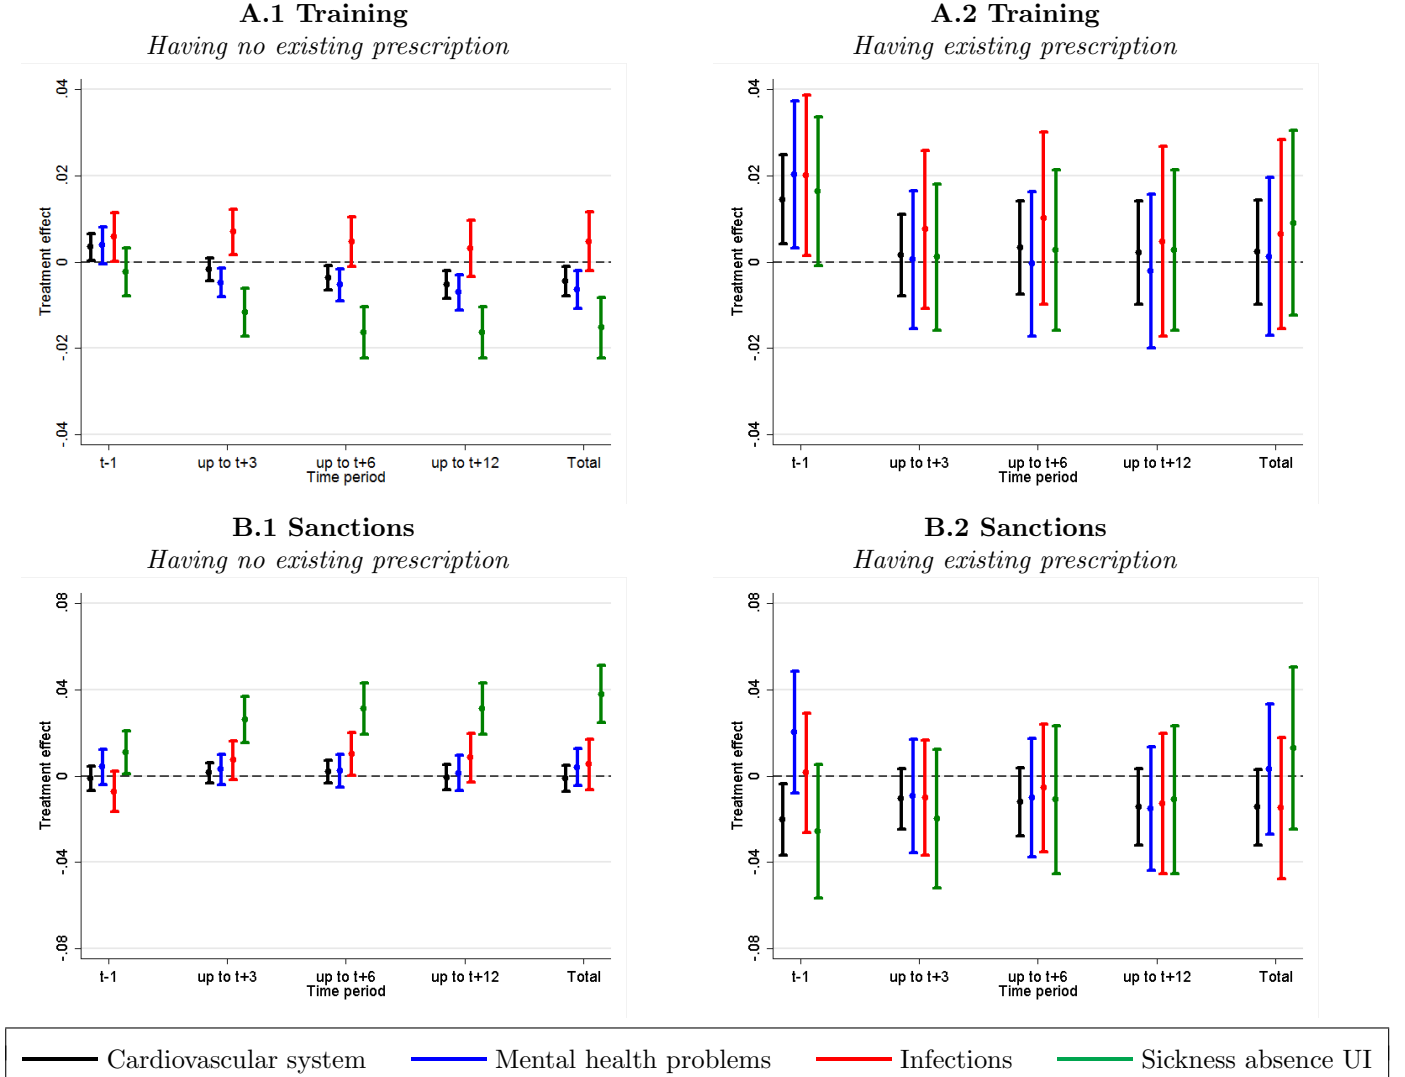 A.1 Training
Having no existing prescription
.04
.02
0
-.02
-.04
Treatment effect
t-1 up to t+3 up to t+6 up to t+12 Total
Time period
A.2 Training
Having existing prescription
.04
.02
0
-.02
-.04
Treatment effect
t-1 up to t+3 up to t+6 up to t+12 Total
Time period
B.1 Sanctions
Having no existing prescription
.08
.04
0
-.04
-.08
Treatment effect
t-1 up to t+3 up to t+6 up to t+12 Total
Time period
B.2 Sanctions
Having existing prescription
.08
.04
0
-.04
-.08
Treatment effect
t-1 up to t+3 up to t+6 up to t+12 Total
Time period
Cardiovascular system Mental health problems Infections Sickness absence UI